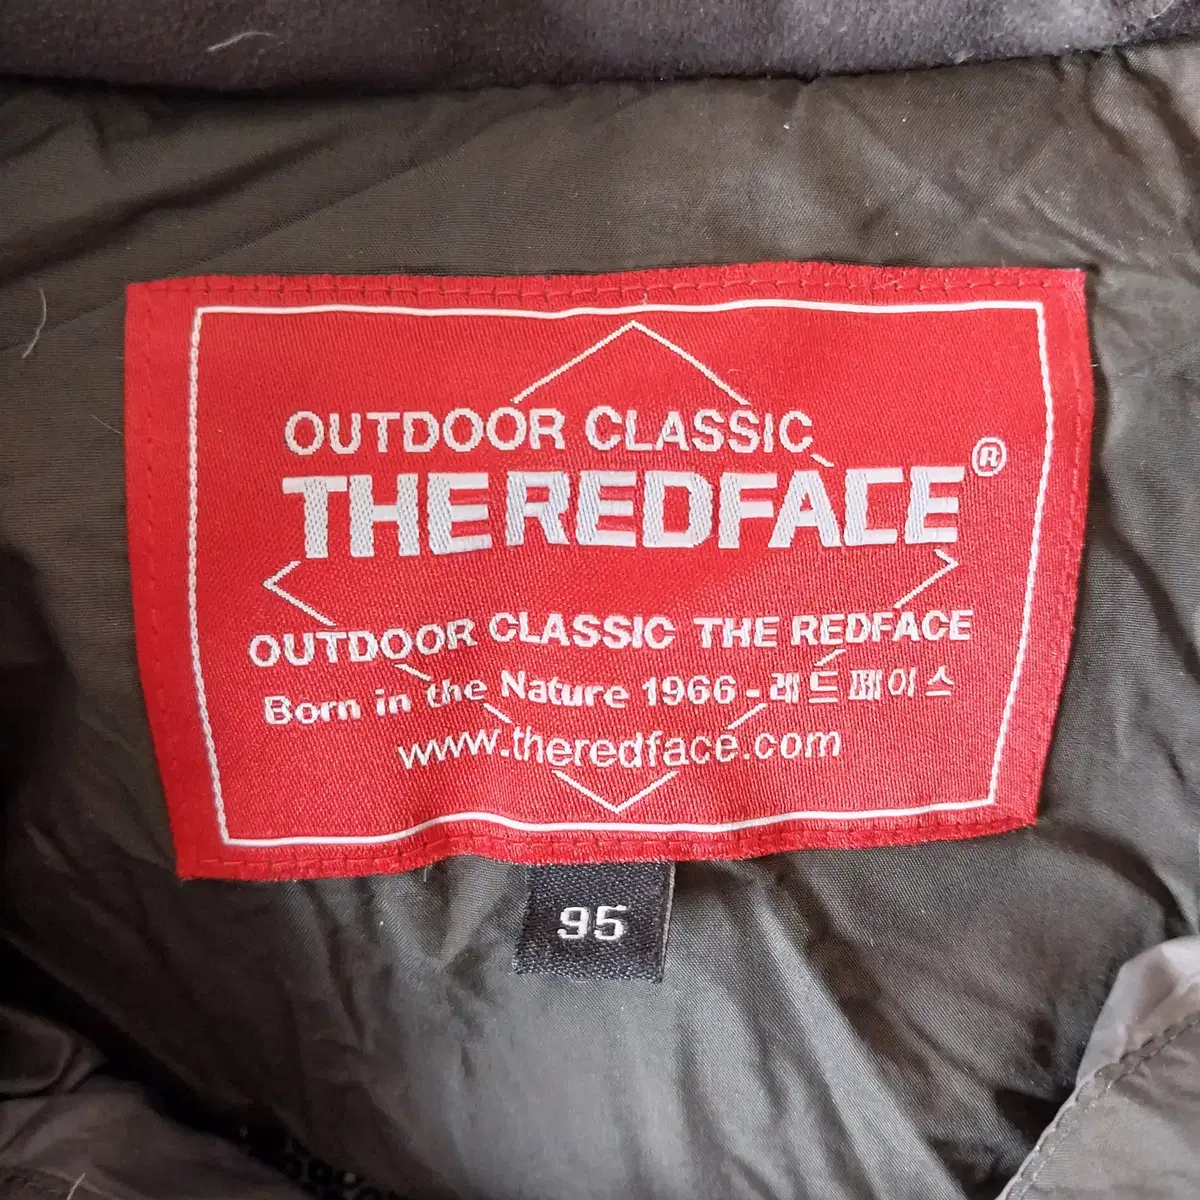 OUTDOOR CLASSIC
THE REDFACE®
OUTDOOR CLASSIC THE REDFACE
Born in the Nature 1966 - 레드페이스
www.theredface.com
95